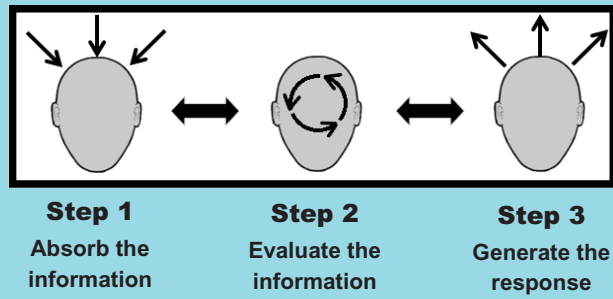 Step 1
Absorb the
information
Step 2
Evaluate the
information
Step 3
Generate the
response